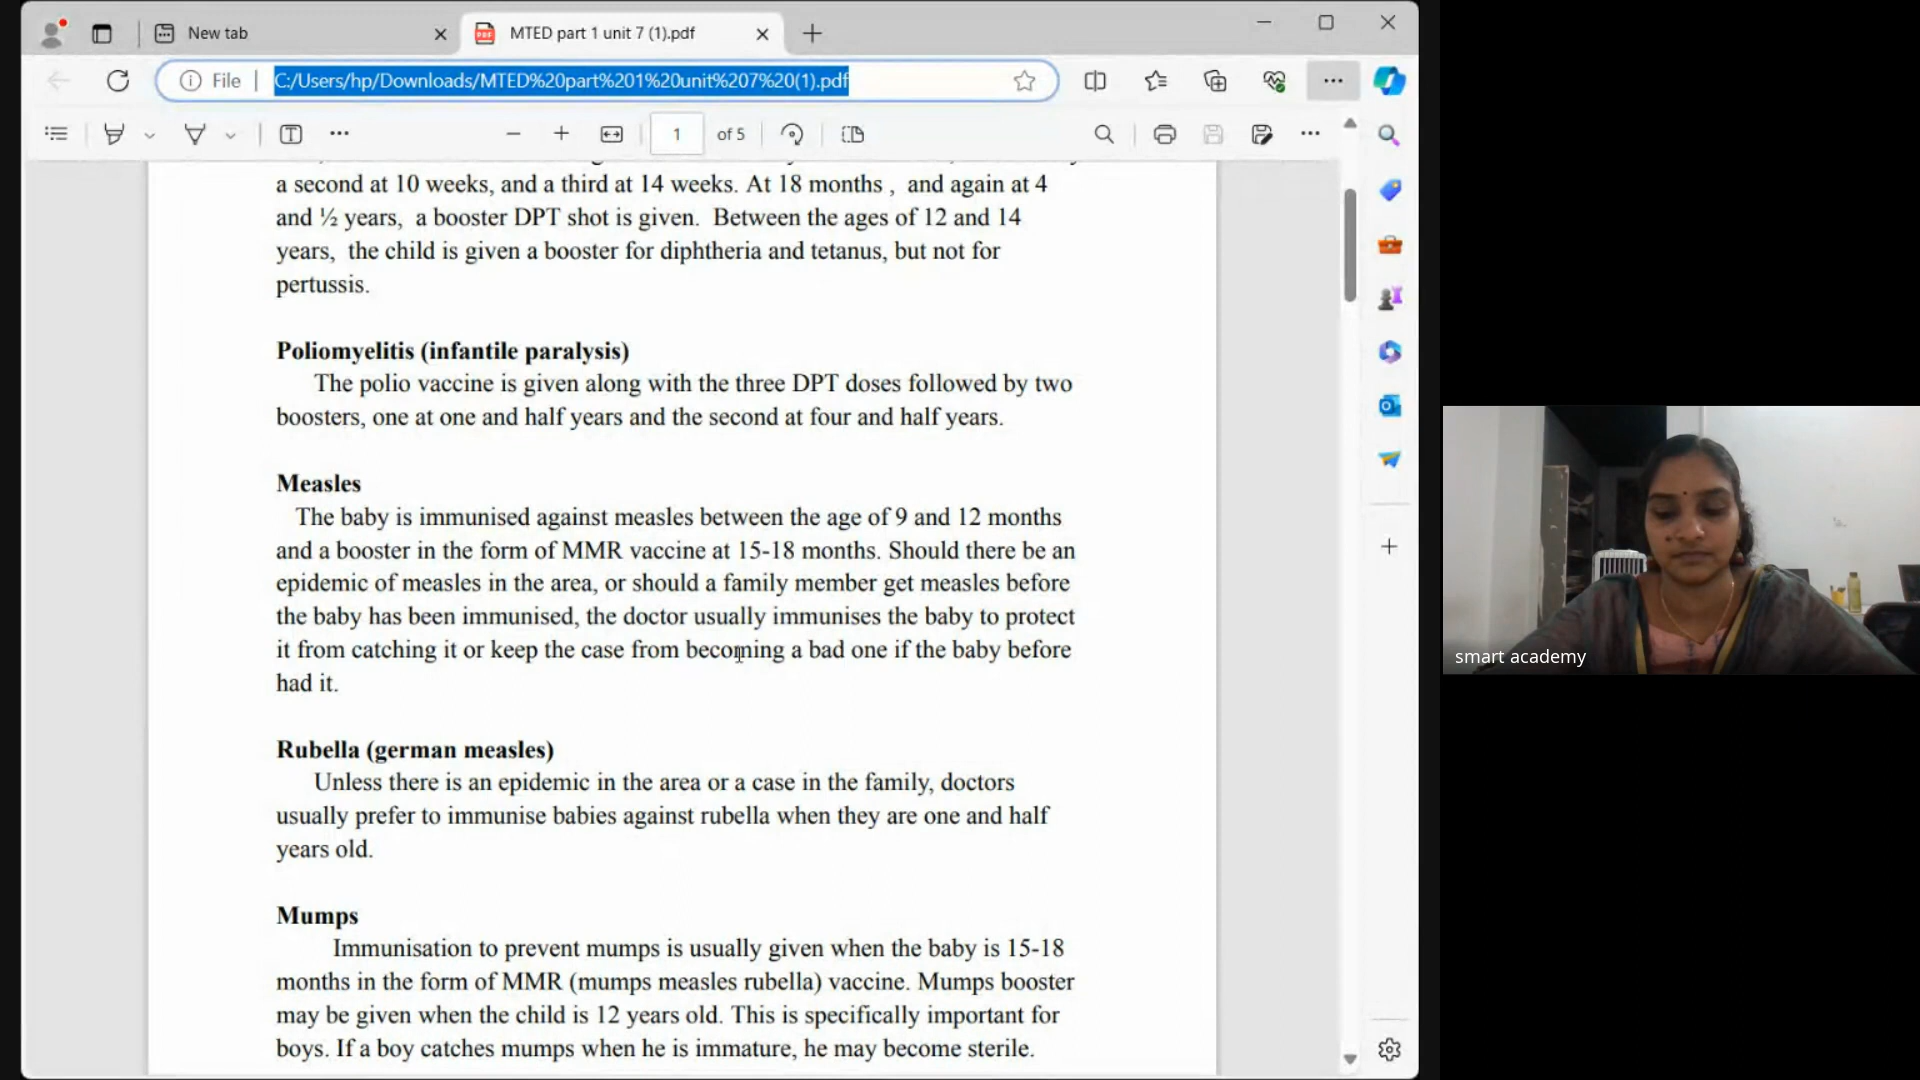 New tab
MTED part 1 unit 7 (1).pdf
File
C:/Users/hp/Downloads/MTED%20part%201%20unit%207%20(1).pdf
1 of 5
a second at 10 weeks, and a third at 14 weeks. At 18 months , and again at 4
and ½ years, a booster DPT shot is given. Between the ages of 12 and 14
years, the child is given a booster for diphtheria and tetanus, but not for
pertussis.
Poliomyelitis (infantile paralysis)
The polio vaccine is given along with the three DPT doses followed by two
boosters, one at one and half years and the second at four and half years.
Measles
The baby is immunised against measles between the age of 9 and 12 months
and a booster in the form of MMR vaccine at 15-18 months. Should there be an
epidemic of measles in the area, or should a family member get measles before
the baby has been immunised, the doctor usually immunises the baby to protect
it from catching it or keep the case from becoming a bad one if the baby before
had it.
Rubella (german measles)
Unless there is an epidemic in the area or a case in the family, doctors
usually prefer to immunise babies against rubella when they are one and half
years old.
Mumps
Immunisation to prevent mumps is usually given when the baby is 15-18
months in the form of MMR (mumps measles rubella) vaccine. Mumps booster
may be given when the child is 12 years old. This is specifically important for
boys. If a boy catches mumps when he is immature, he may become sterile.
smart academy